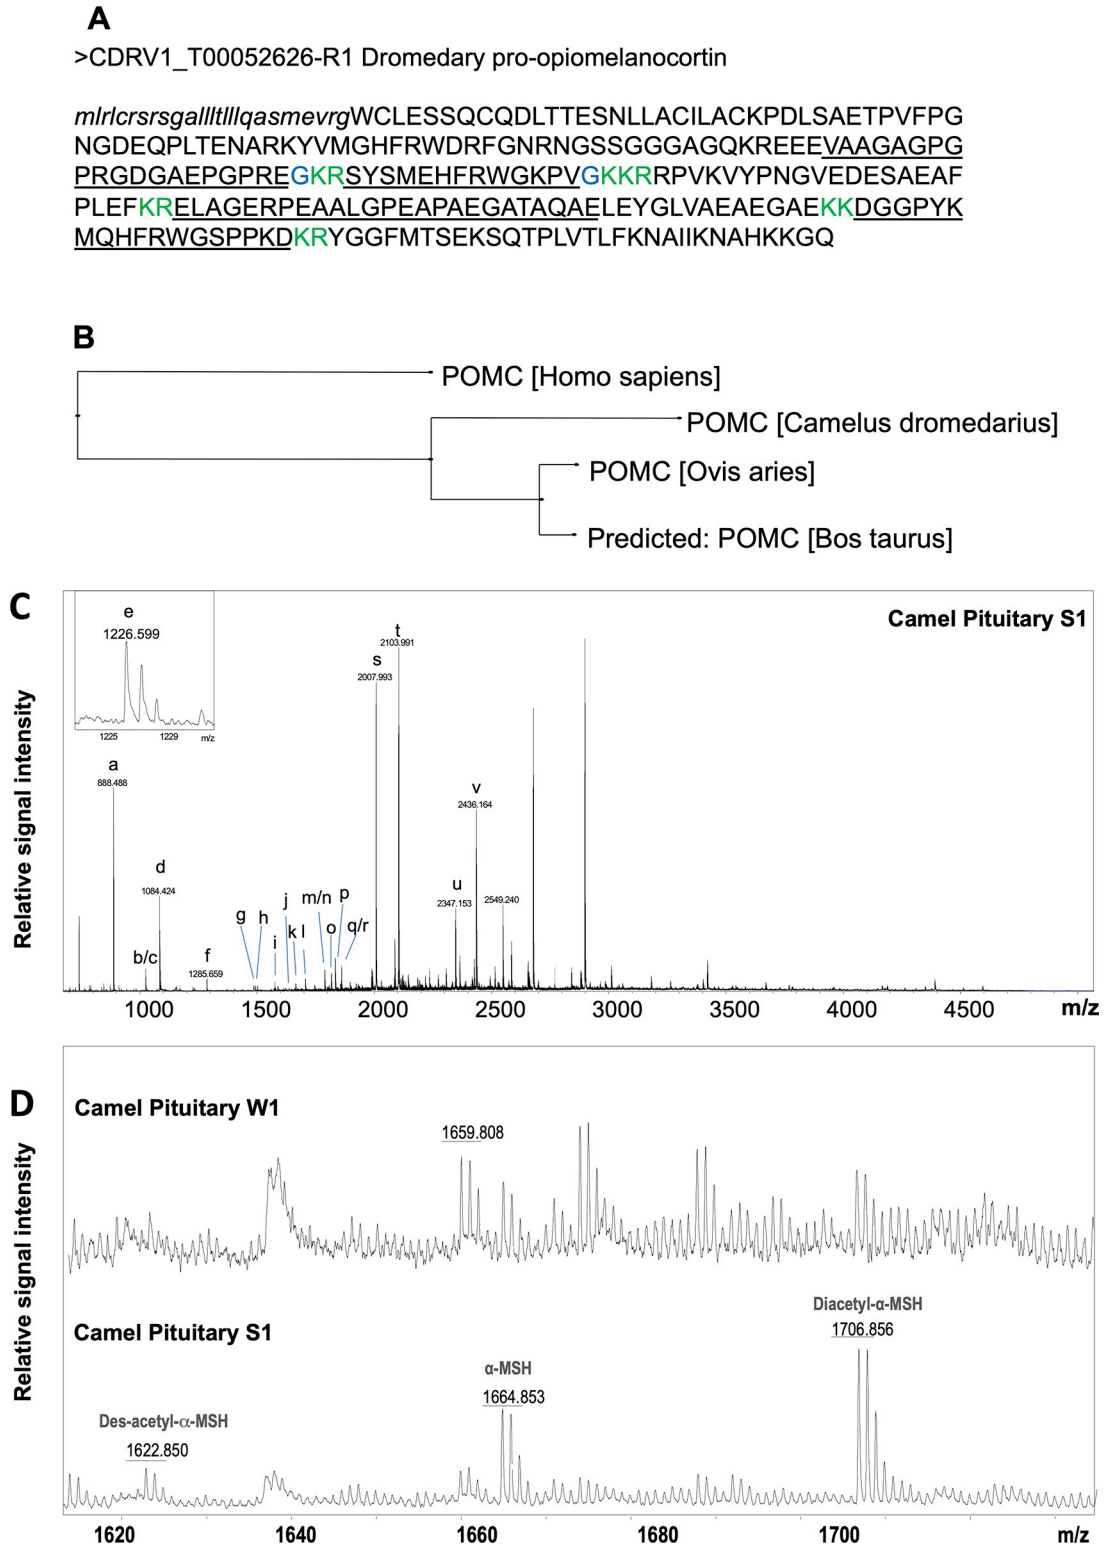 A
>CDRV1_T00052626-R1 Dromedary pro-opiomelanocortin
mlrlcrsrsgallltlllqasmevrgWCLESSQCQDLTTESNLLACILACKPDLSAETPVFPG
NGDEQPLTENARKYVMGHFRWDRFGNRNGSSGGGAGQKREEEVAAGAGPG
PRGDGAEPGPREGKRSYSMEHFRWGKPVGKKKRRPVKVYPNGVEDESAEAF
PLEFKRELAGERPEAALGPEAPAEGATAQAELEYGLVAEAEGAEKKDGGPYK
MQHFRWGSPPKDKRYGGFMTSEKSQTPLVTLFKNAIIKNAHKKGQ
B
POMC [Homo sapiens]
POMC [Camelus dromedarius]
POMC [Ovis aries]
Predicted: POMC [Bos taurus]
C
Camel Pituitary S1
e
1226.599
1225 1229 m/z
t
2103.991
s
2007.993
a
888.488
v
2436.164
d
1084.424
u
2347.153
2549.240
j m/n p
g h k l o q/r
i
b/c
f
1285.659
Relative signal intensity
1000 1500 2000 2500 3000 3500 4000 4500 m/z
D
Camel Pituitary W1
1659.808
Relative signal intensity
Diacetyl-α-MSH
1706.856
Camel Pituitary S1
α-MSH
1664.853
Des-acetyl-α-MSH
1622.850
1620 1640 1660 1680 1700 m/z